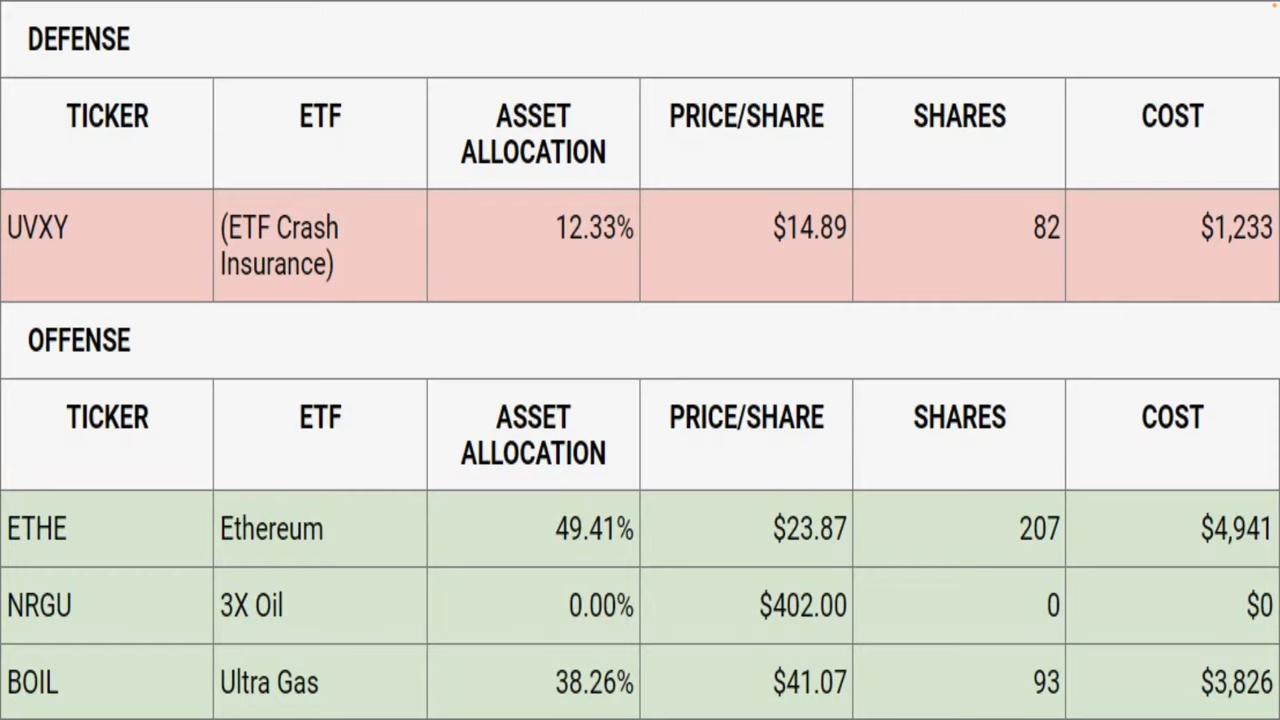 DEFENSE
TICKER ETF ASSET ALLOCATION PRICE/SHARE SHARES COST
UVXY (ETF Crash Insurance) 12.33% $14.89 82 $1,233
OFFENSE
TICKER ETF ASSET ALLOCATION PRICE/SHARE SHARES COST
ETHE Ethereum 49.41% $23.87 207 $4,941
NRGU 3X Oil 0.00% $402.00 0 $0
BOIL Ultra Gas 38.26% $41.07 93 $3,826